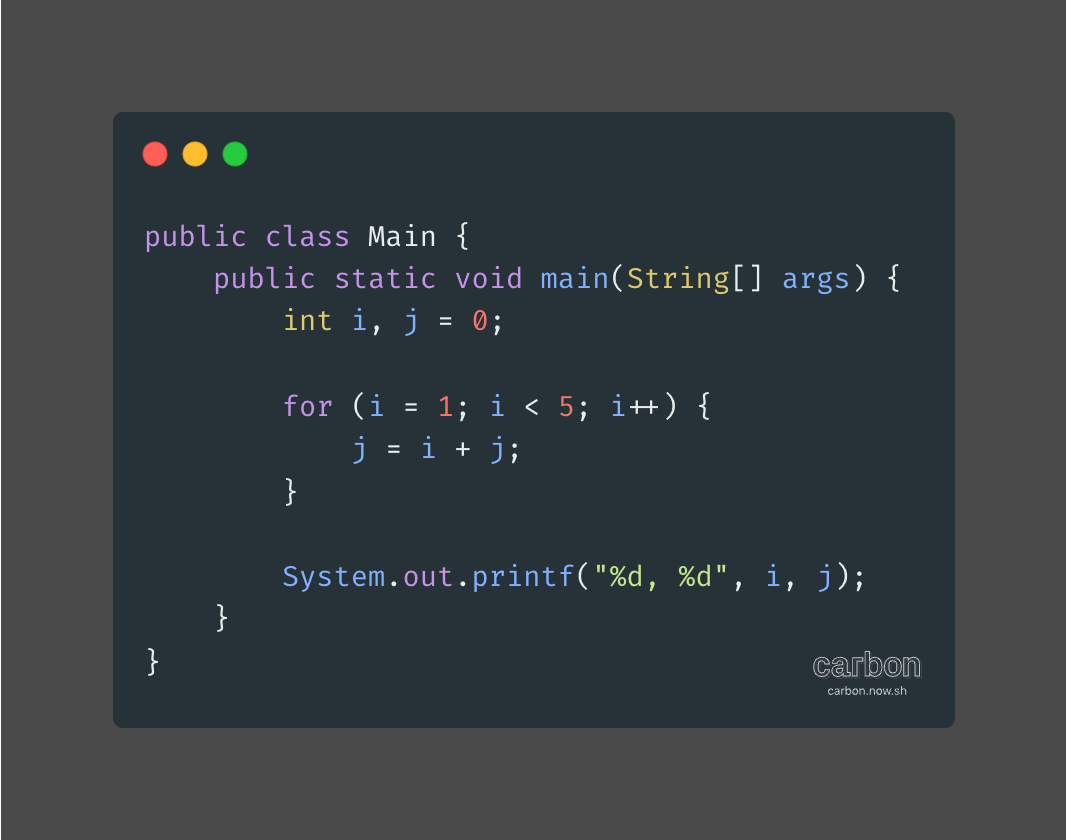 public class Main {
    public static void main(String[] args) {
        int i, j = 0;

        for (i = 1; i < 5; i++) {
            j = i + j;
        }

        System.out.printf("%d, %d", i, j);
    }
}
carbon
carbon.now.sh